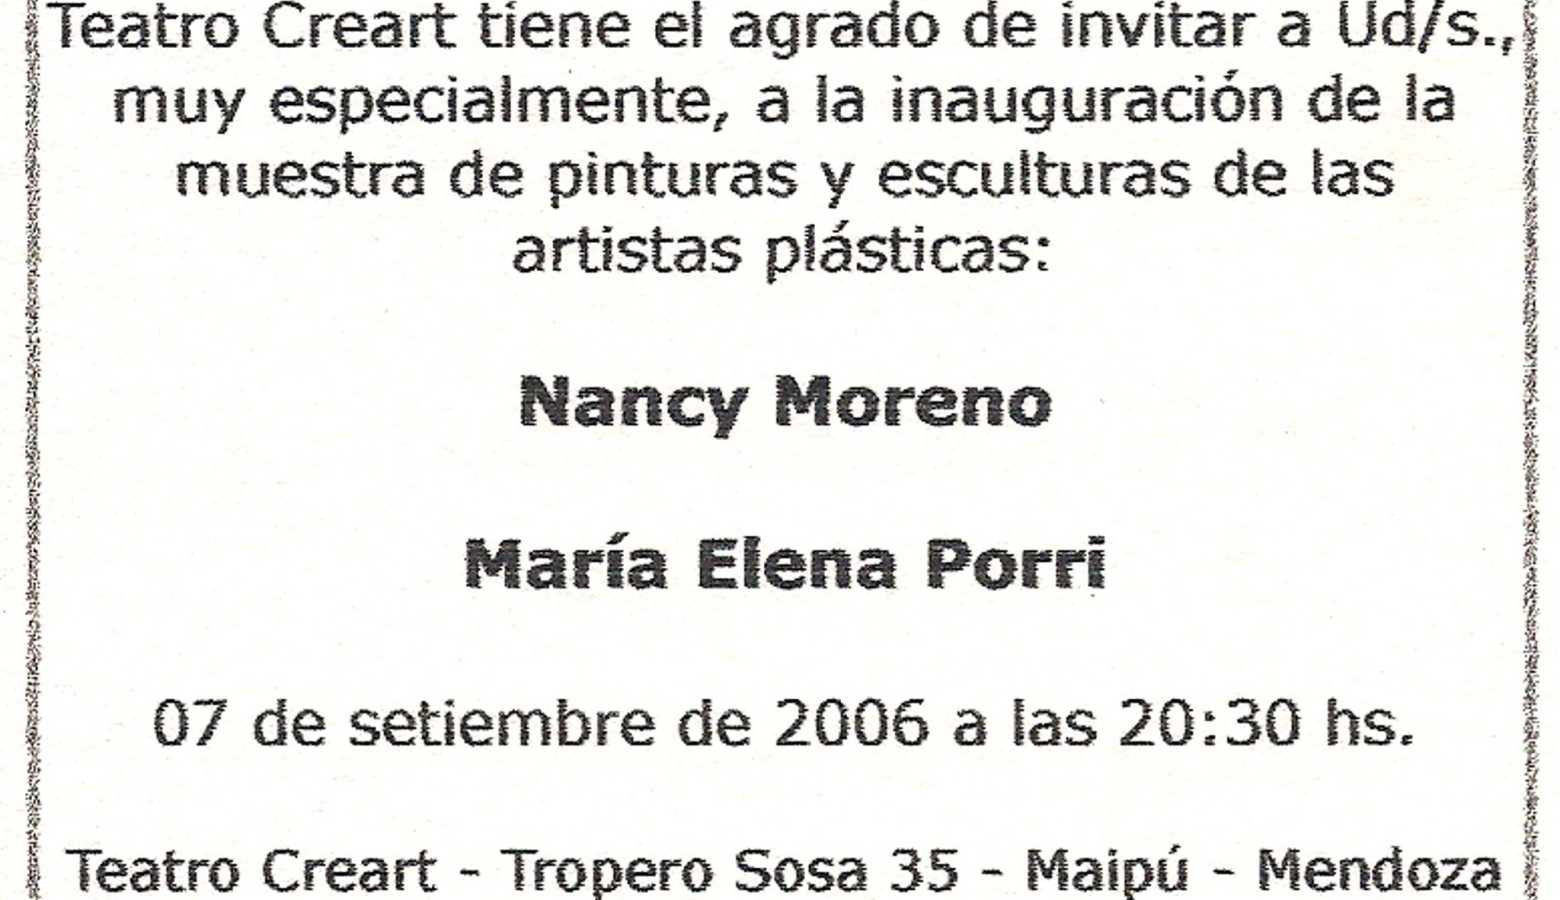 Teatro Creart tiene el agrado de invitar a Ud/s.,
muy especialmente, a la inauguración de la
muestra de pinturas y esculturas de las
artistas plásticas:
Nancy Moreno
María Elena Porri
07 de setiembre de 2006 a las 20:30 hs.
Teatro Creart - Tropero Sosa 35 - Maipú - Mendoza